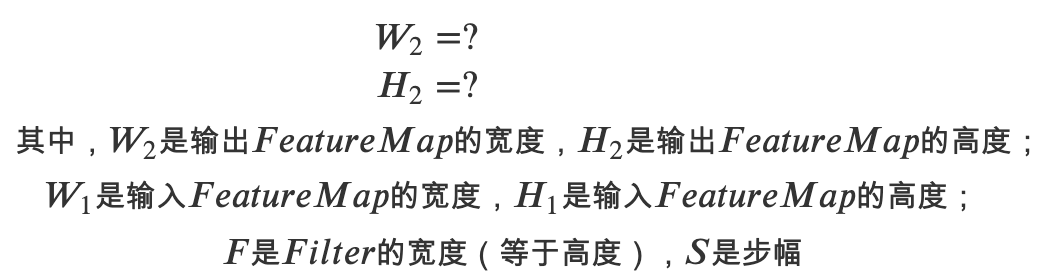 W₂ =?
H₂ =?
其中，W₂是输出FeatureMap的宽度，H₂是输出FeatureMap的高度；
W₁是输入FeatureMap的宽度，H₁是输入FeatureMap的高度；
F是Filter的宽度（等于高度），S是步幅